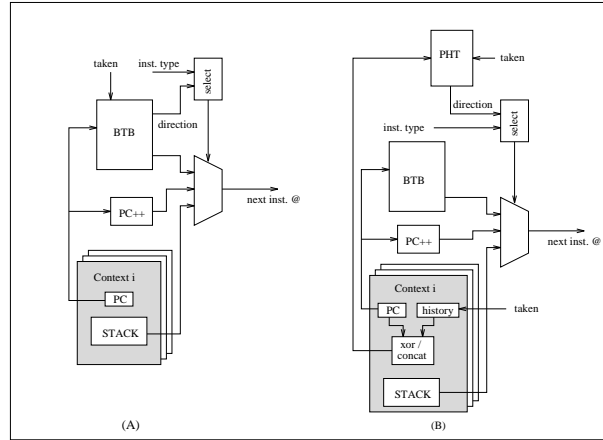 taken
inst. type
select
BTB
direction
PC++
next inst. @
Context i
PC
STACK
(A)
PHT
taken
direction
inst. type
select
BTB
PC++
next inst. @
Context i
PC
history
taken
xor /
concat
STACK
(B)